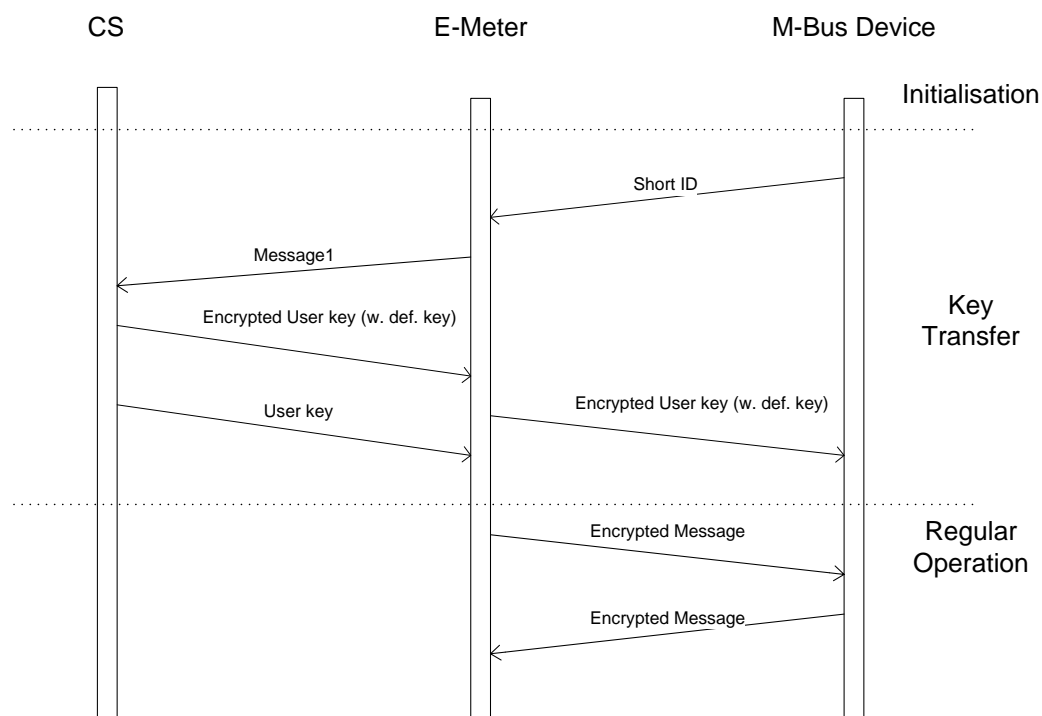 CS
E-Meter
M-Bus Device
Initialisation
Short ID
Message1
Encrypted User key (w. def. key)
Key
Transfer
User key
Encrypted User key (w. def. key)
Encrypted Message
Regular
Operation
Encrypted Message